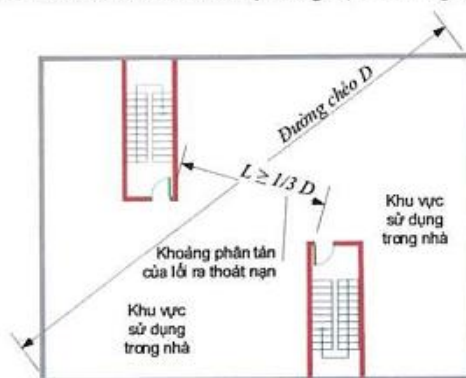 Đường chéo D
L ≥ 1/3 D
Khu vực
sử dụng
trong nhà
Khoảng phân tán
của lối ra thoát nạn
Khu vực
sử dụng
trong nhà